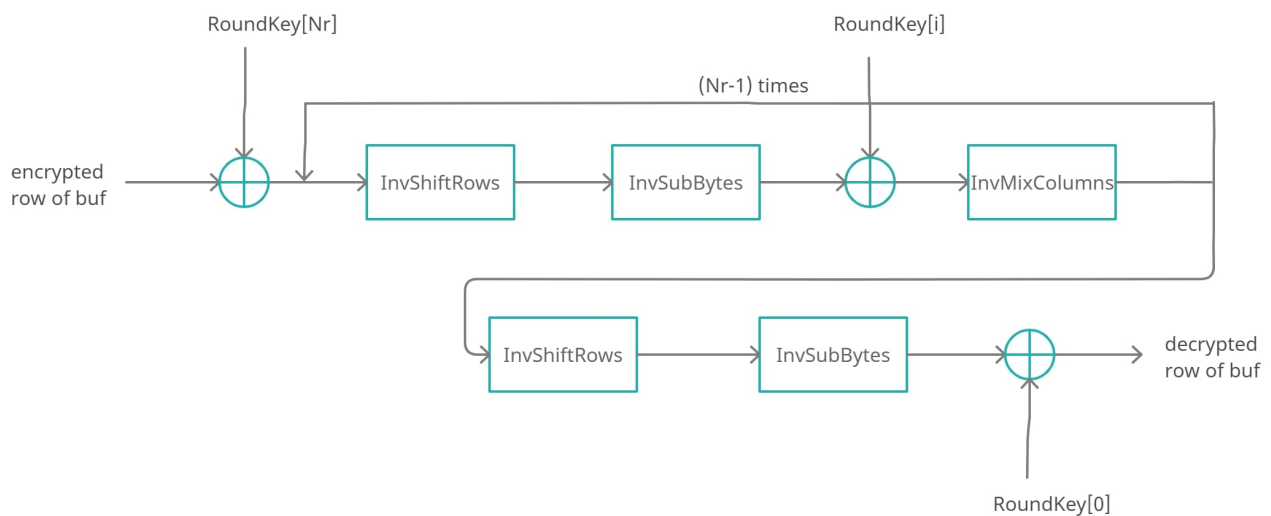 RoundKey[Nr]
RoundKey[i]
(Nr-1) times
encrypted
row of buf
InvShiftRows
InvSubBytes
InvMixColumns
InvShiftRows
InvSubBytes
decrypted
row of buf
RoundKey[0]